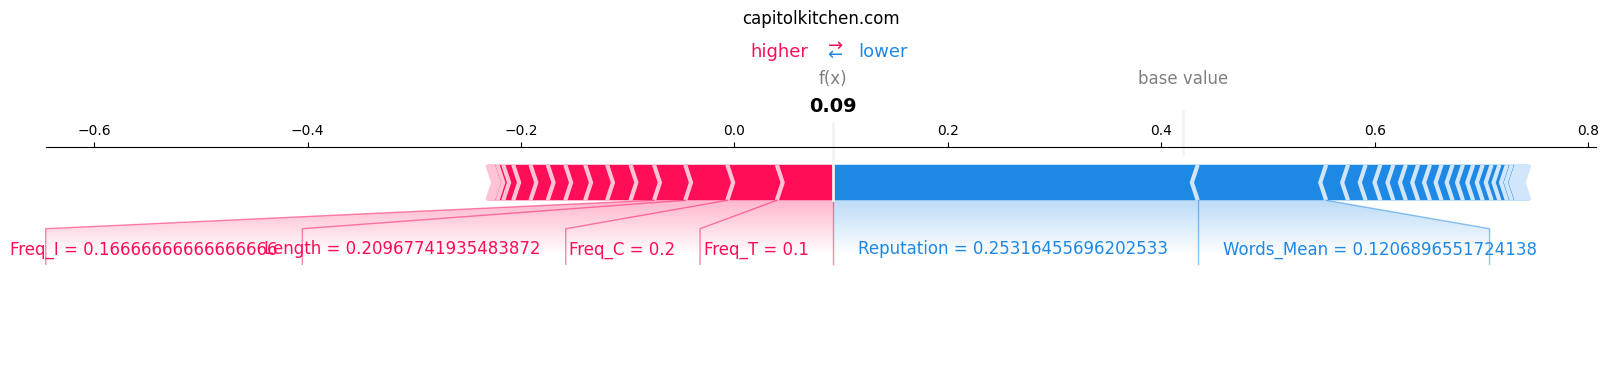 capitolkitchen.com
higher ⇄ lower
f(x) base value
0.09
−0.6 −0.4 −0.2 0.0 0.2 0.4 0.6 0.8
Freq_I = 0.16666666666666666 Length = 0.20967741935483872 Freq_C = 0.2 Freq_T = 0.1 Reputation = 0.25316455696202533 Words_Mean = 0.1206896551724138